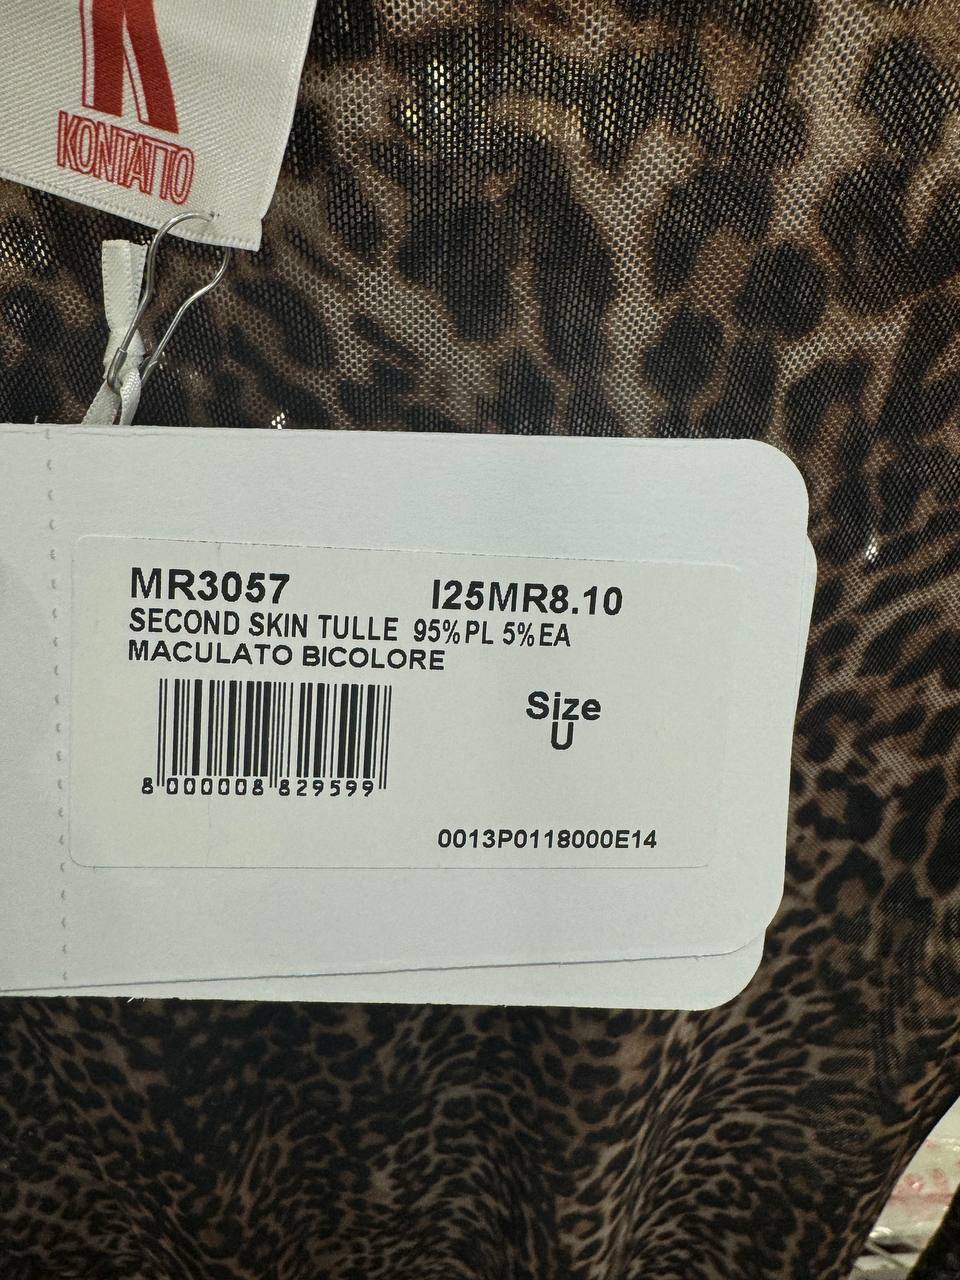 K
KONTATTO
MR3057 I25MR8.10
SECOND SKIN TULLE 95%PL 5%EA
MACULATO BICOLORE
Size
U
8 000008 829599
0013P0118000E14